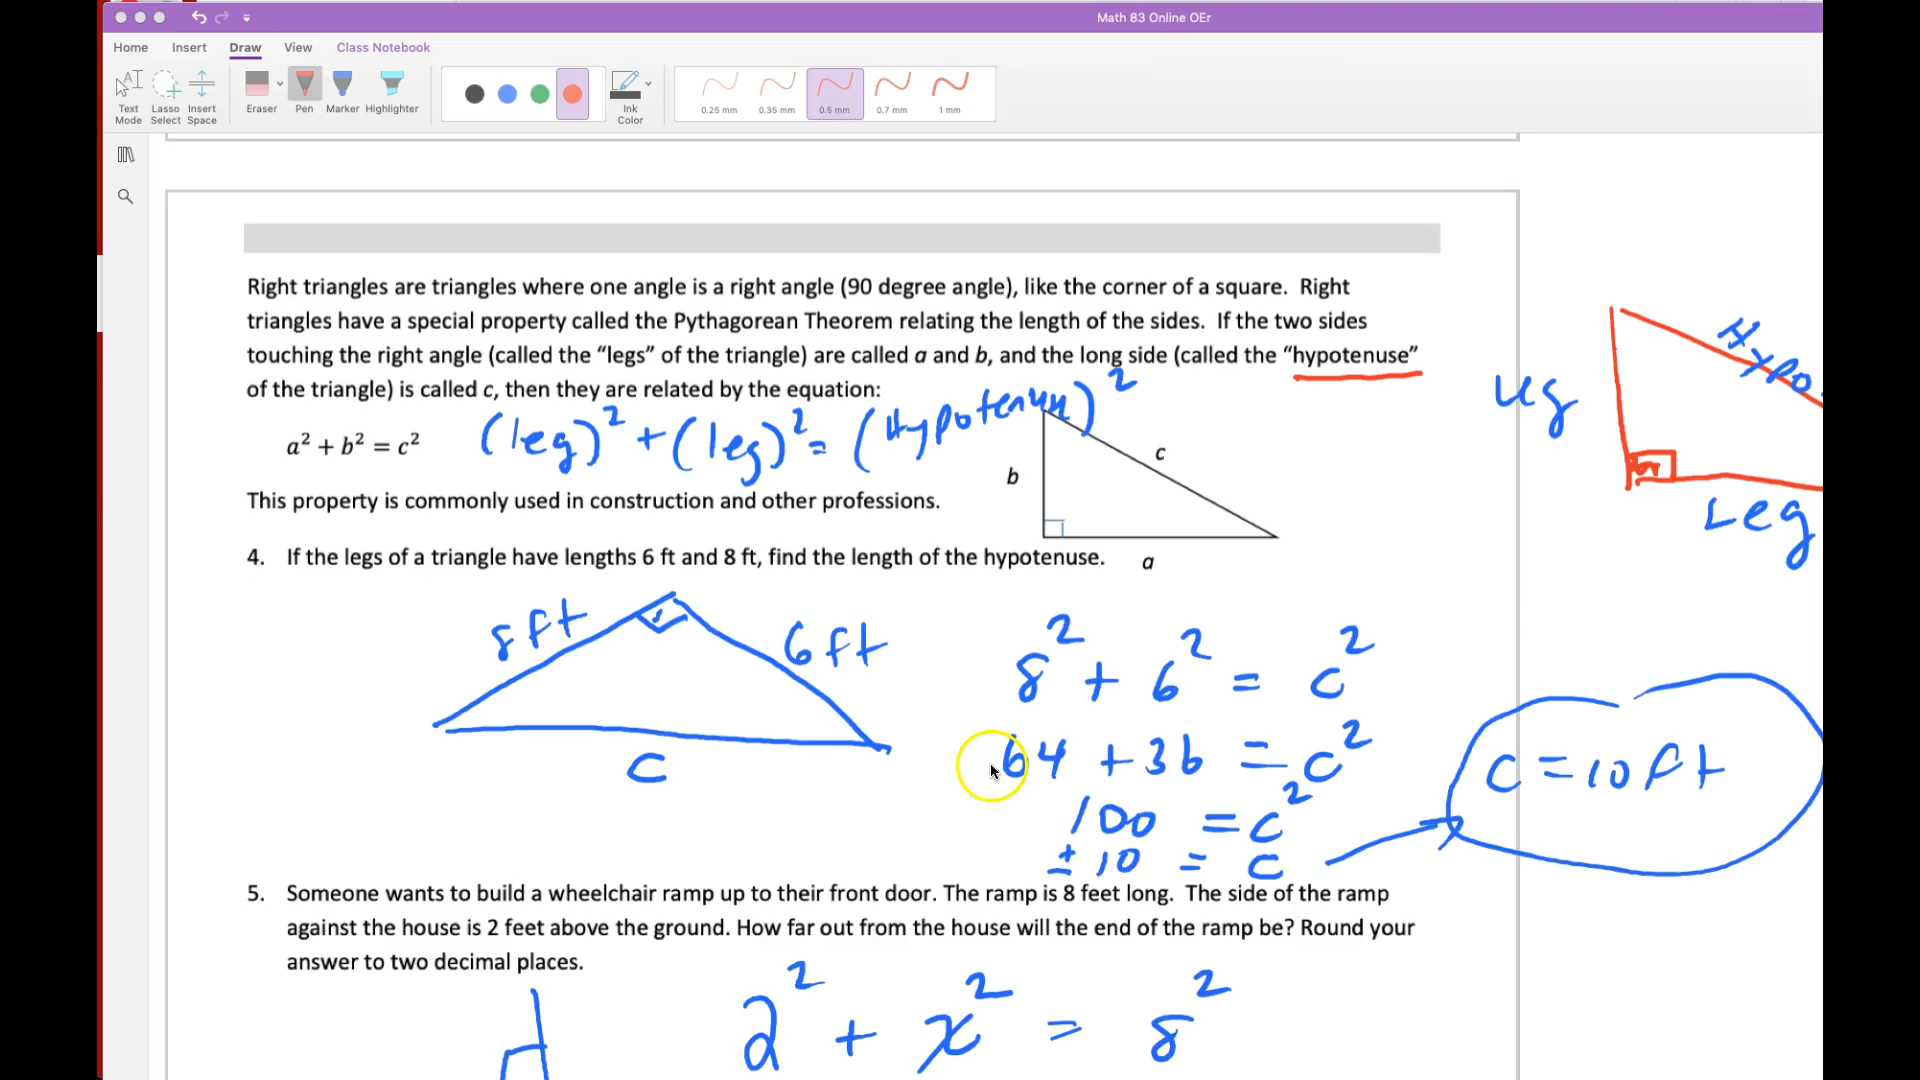 Math 83 Online OEr
Home Insert Draw View Class Notebook
Text Mode Lasso Select Insert Space Eraser Pen Marker Highlighter Ink Color 0.25 mm 0.35 mm 0.5 mm 0.7 mm 1 mm
Right triangles are triangles where one angle is a right angle (90 degree angle), like the corner of a square. Right
triangles have a special property called the Pythagorean Theorem relating the length of the sides. If the two sides
touching the right angle (called the “legs” of the triangle) are called a and b, and the long side (called the “hypotenuse”
of the triangle) is called c, then they are related by the equation:
a² + b² = c² (leg)² + (leg)² = (Hypotenuse)²
b
c
This property is commonly used in construction and other professions.
a
Leg
Hypo
Leg
4. If the legs of a triangle have lengths 6 ft and 8 ft, find the length of the hypotenuse.
8 ft
6 ft
c
8² + 6² = c²
64 + 36 = c²
100 = c²
± 10 = c
c = 10 ft
5. Someone wants to build a wheelchair ramp up to their front door. The ramp is 8 feet long. The side of the ramp
against the house is 2 feet above the ground. How far out from the house will the end of the ramp be? Round your
answer to two decimal places.
2² + x² = 8²